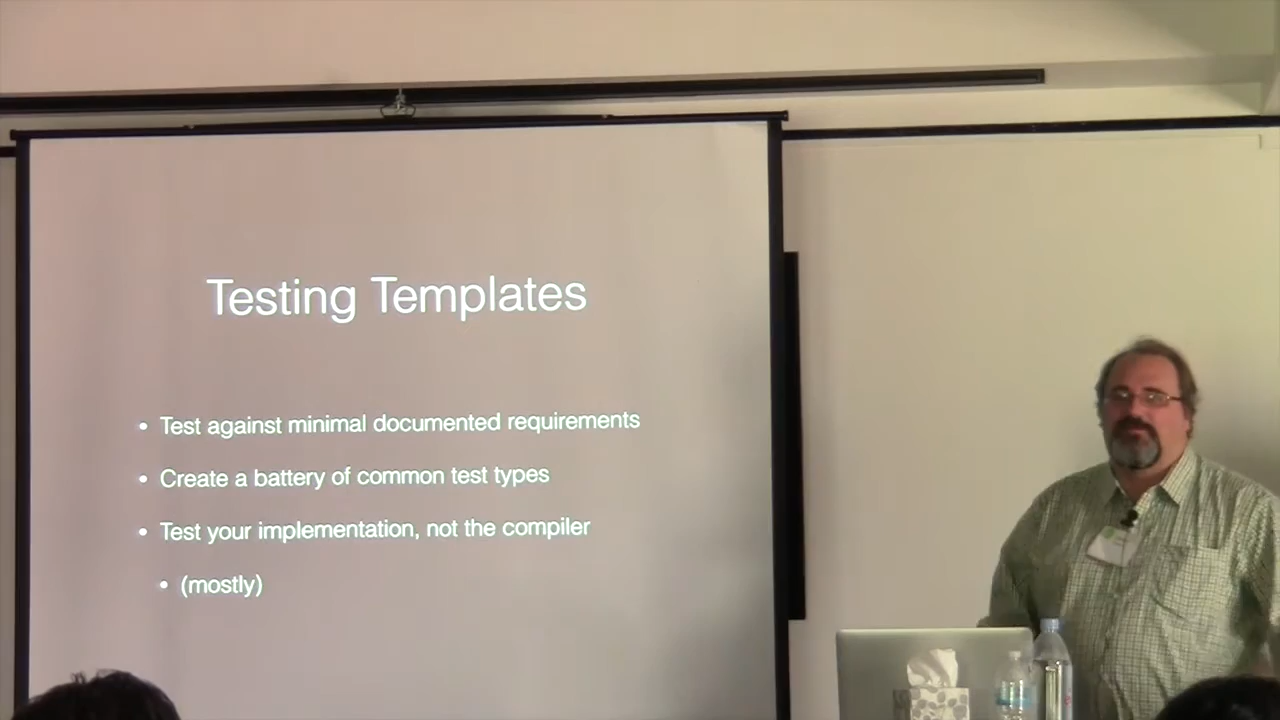 Testing Templates
• Test against minimal documented requirements
• Create a battery of common test types
• Test your implementation, not the compiler
• (mostly)